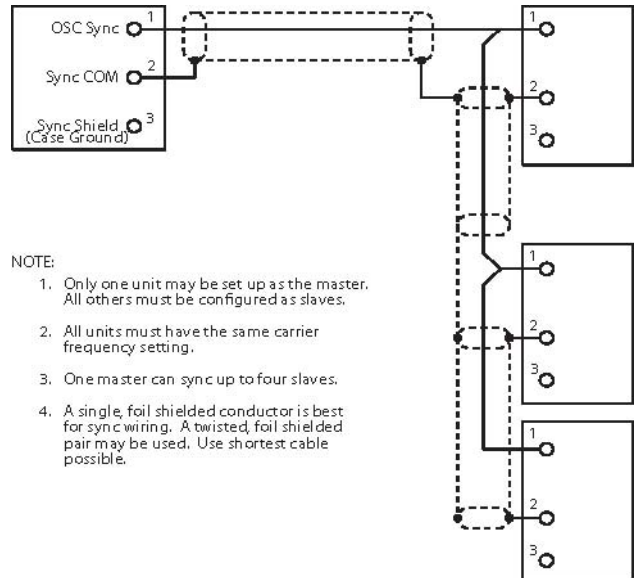 OSC Sync 1
Sync COM 2
Sync Shield 3
(Case Ground)
1
2
3
1
2
3
1
2
3
NOTE:
1. Only one unit may be set up as the master.
All others must be configured as slaves.
2. All units must have the same carrier
frequency setting.
3. One master can sync up to four slaves.
4. A single, foil shielded conductor is best
for sync wiring. A twisted, foil shielded
pair may be used. Use shortest cable
possible.